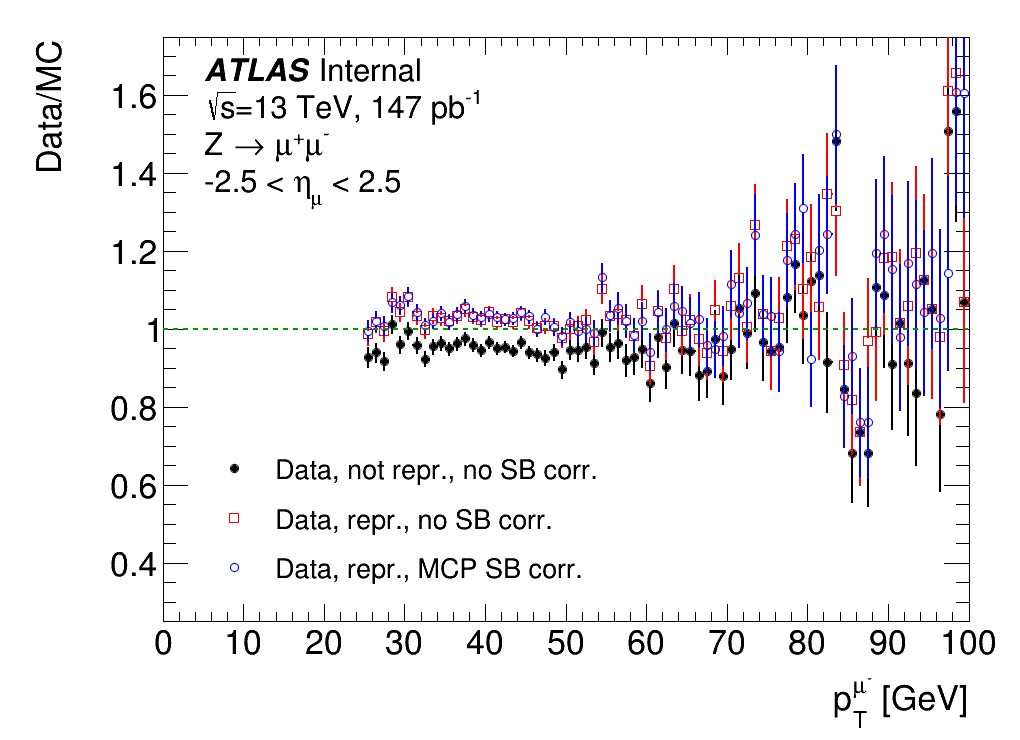 Data/MC
ATLAS Internal
√s=13 TeV, 147 pb⁻¹
Z → μ⁺μ⁻
-2.5 < η_μ < 2.5
1.6
1.4
1.2
1
0.8
0.6
0.4
Data, not repr., no SB corr.
Data, repr., no SB corr.
Data, repr., MCP SB corr.
0 10 20 30 40 50 60 70 80 90 100
p_T^μ⁻ [GeV]